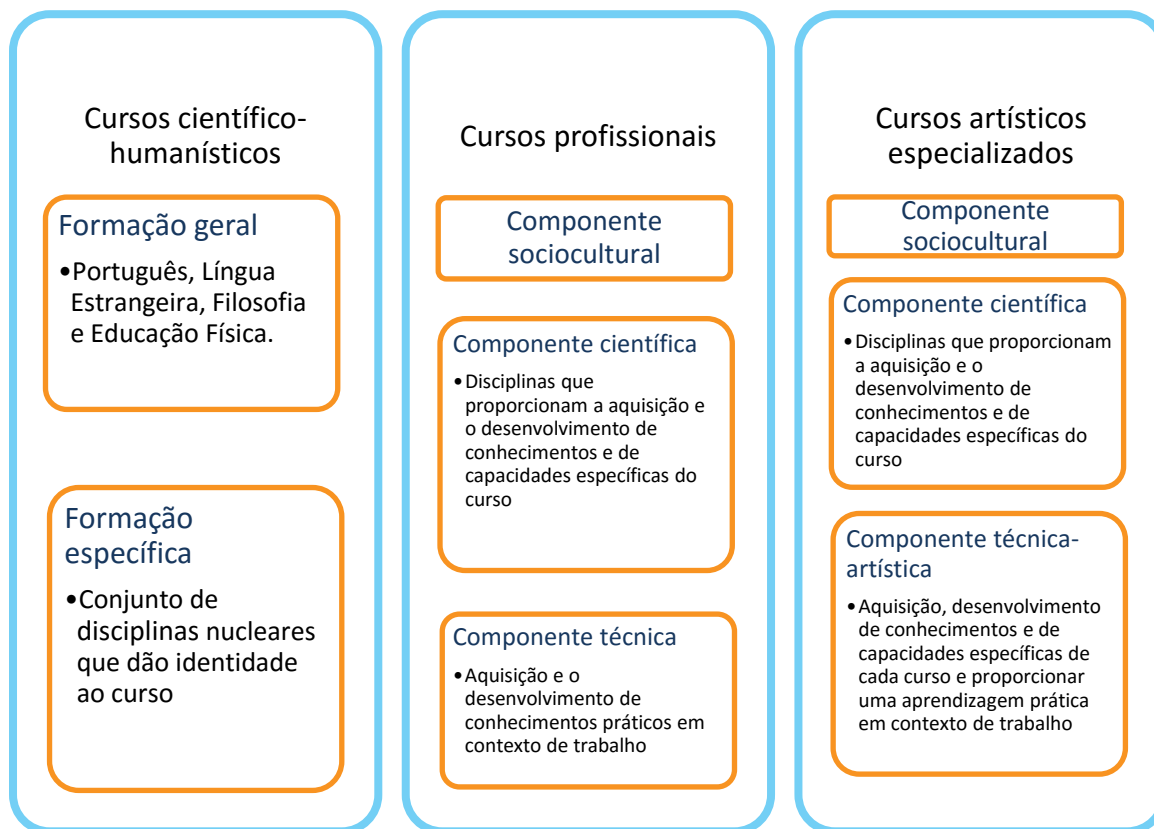 Cursos científico-
humanísticos
Formação geral
•Português, Língua
Estrangeira, Filosofia
e Educação Física.
Formação
específica
•Conjunto de
disciplinas nucleares
que dão identidade
ao curso
Cursos profissionais
Componente
sociocultural
Componente científica
•Disciplinas que
proporcionam a aquisição e
o desenvolvimento de
conhecimentos e de
capacidades específicas do
curso
Componente técnica
•Aquisição e o
desenvolvimento de
conhecimentos práticos em
contexto de trabalho
Cursos artísticos
especializados
Componente
sociocultural
Componente científica
•Disciplinas que proporcionam
a aquisição e o
desenvolvimento de
conhecimentos e de
capacidades específicas do
curso
Componente técnica-
artística
•Aquisição, desenvolvimento
de conhecimentos e de
capacidades específicas de
cada curso e proporcionar
uma aprendizagem prática
em contexto de trabalho